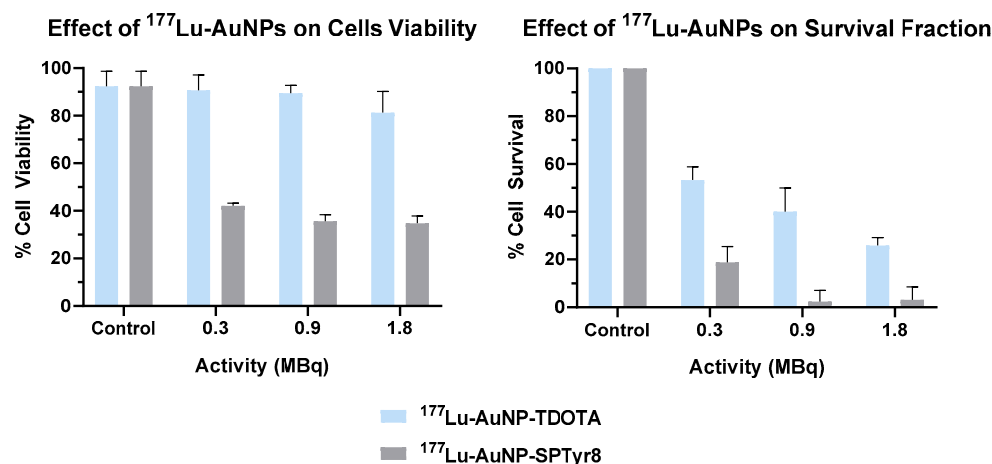 Effect of ¹⁷⁷Lu-AuNPs on Cells Viability
% Cell Viability
100
80
60
40
20
0
Control 0.3 0.9 1.8
Activity (MBq)
Effect of ¹⁷⁷Lu-AuNPs on Survival Fraction
% Cell Survival
100
80
60
40
20
0
Control 0.3 0.9 1.8
Activity (MBq)
¹⁷⁷Lu-AuNP-TDOTA
¹⁷⁷Lu-AuNP-SPTyr8